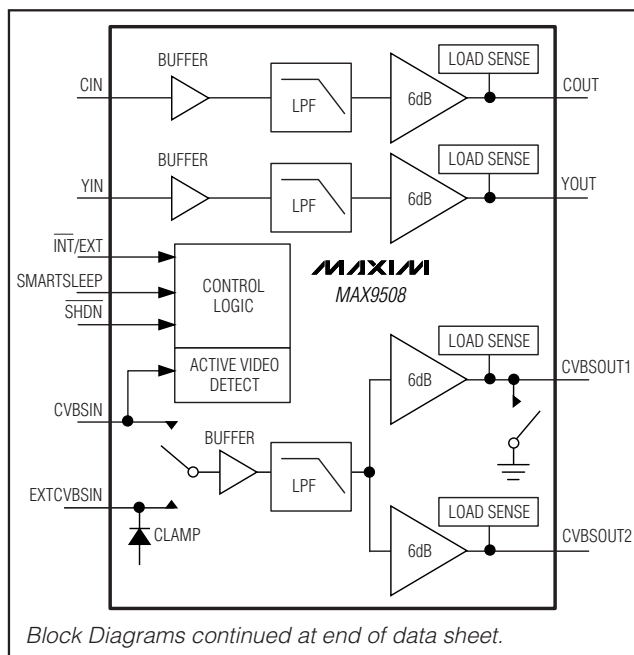 BUFFER
LOAD SENSE
CIN
LPF
6dB
COUT
BUFFER
LOAD SENSE
YIN
LPF
6dB
YOUT
INT/EXT
SMARTSLEEP
SHDN
CONTROL
LOGIC
ACTIVE VIDEO
DETECT
MAXIM
MAX9508
LOAD SENSE
6dB
CVBSOUT1
CVBSIN
BUFFER
LPF
EXTCVBSIN
CLAMP
LOAD SENSE
6dB
CVBSOUT2
Block Diagrams continued at end of data sheet.